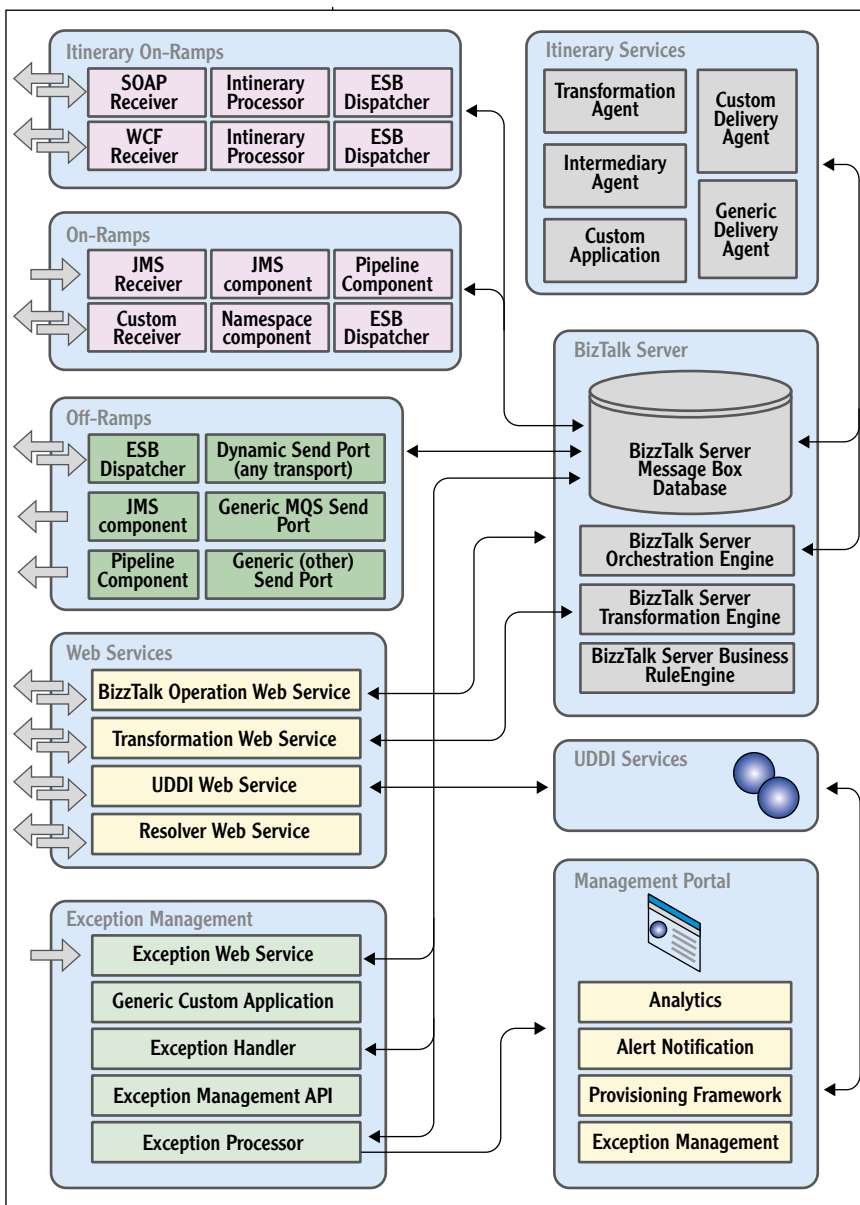 Itinerary On-Ramps
SOAP
Receiver
Intinerary
Processor
ESB
Dispatcher
WCF
Receiver
Intinerary
Processor
ESB
Dispatcher
On-Ramps
JMS
Receiver
JMS
component
Pipeline
Component
Custom
Receiver
Namespace
component
ESB
Dispatcher
Off-Ramps
ESB
Dispatcher
Dynamic Send Port
(any transport)
JMS
component
Generic MQS Send
Port
Pipeline
Component
Generic (other)
Send Port
Web Services
BizzTalk Operation Web Service
Transformation Web Service
UDDI Web Service
Resolver Web Service
Exception Management
Exception Web Service
Generic Custom Application
Exception Handler
Exception Management API
Exception Processor
Itinerary Services
Transformation
Agent
Intermediary
Agent
Custom
Application
Custom
Delivery
Agent
Generic
Delivery
Agent
BizTalk Server
BizzTalk Server
Message Box
Database
BizzTalk Server
Orchestration Engine
BizzTalk Server
Transformation Engine
BizzTalk Server Business
RuleEngine
UDDI Services
Management Portal
Analytics
Alert Notification
Provisioning Framework
Exception Management